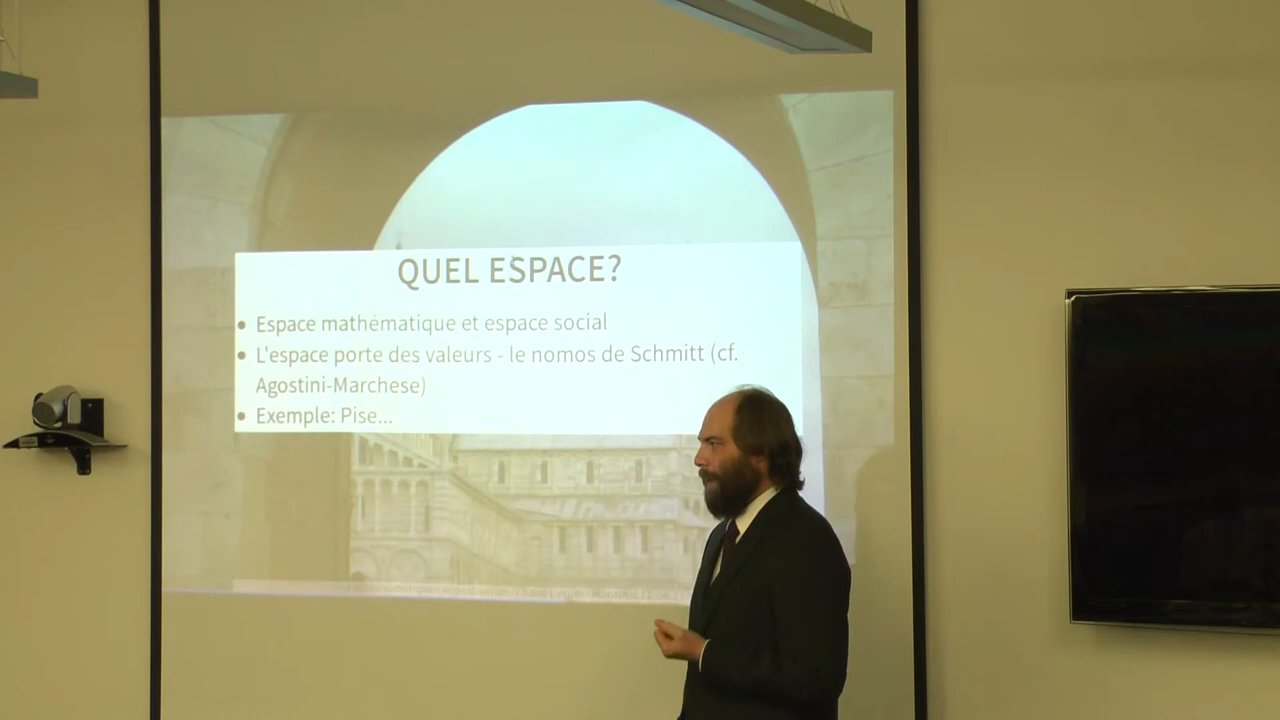 QUEL ESPACE?
• Espace mathématique et espace social
• L'espace porte des valeurs - le nomos de Schmitt (cf.
Agostini-Marchese)
• Exemple: Pise...